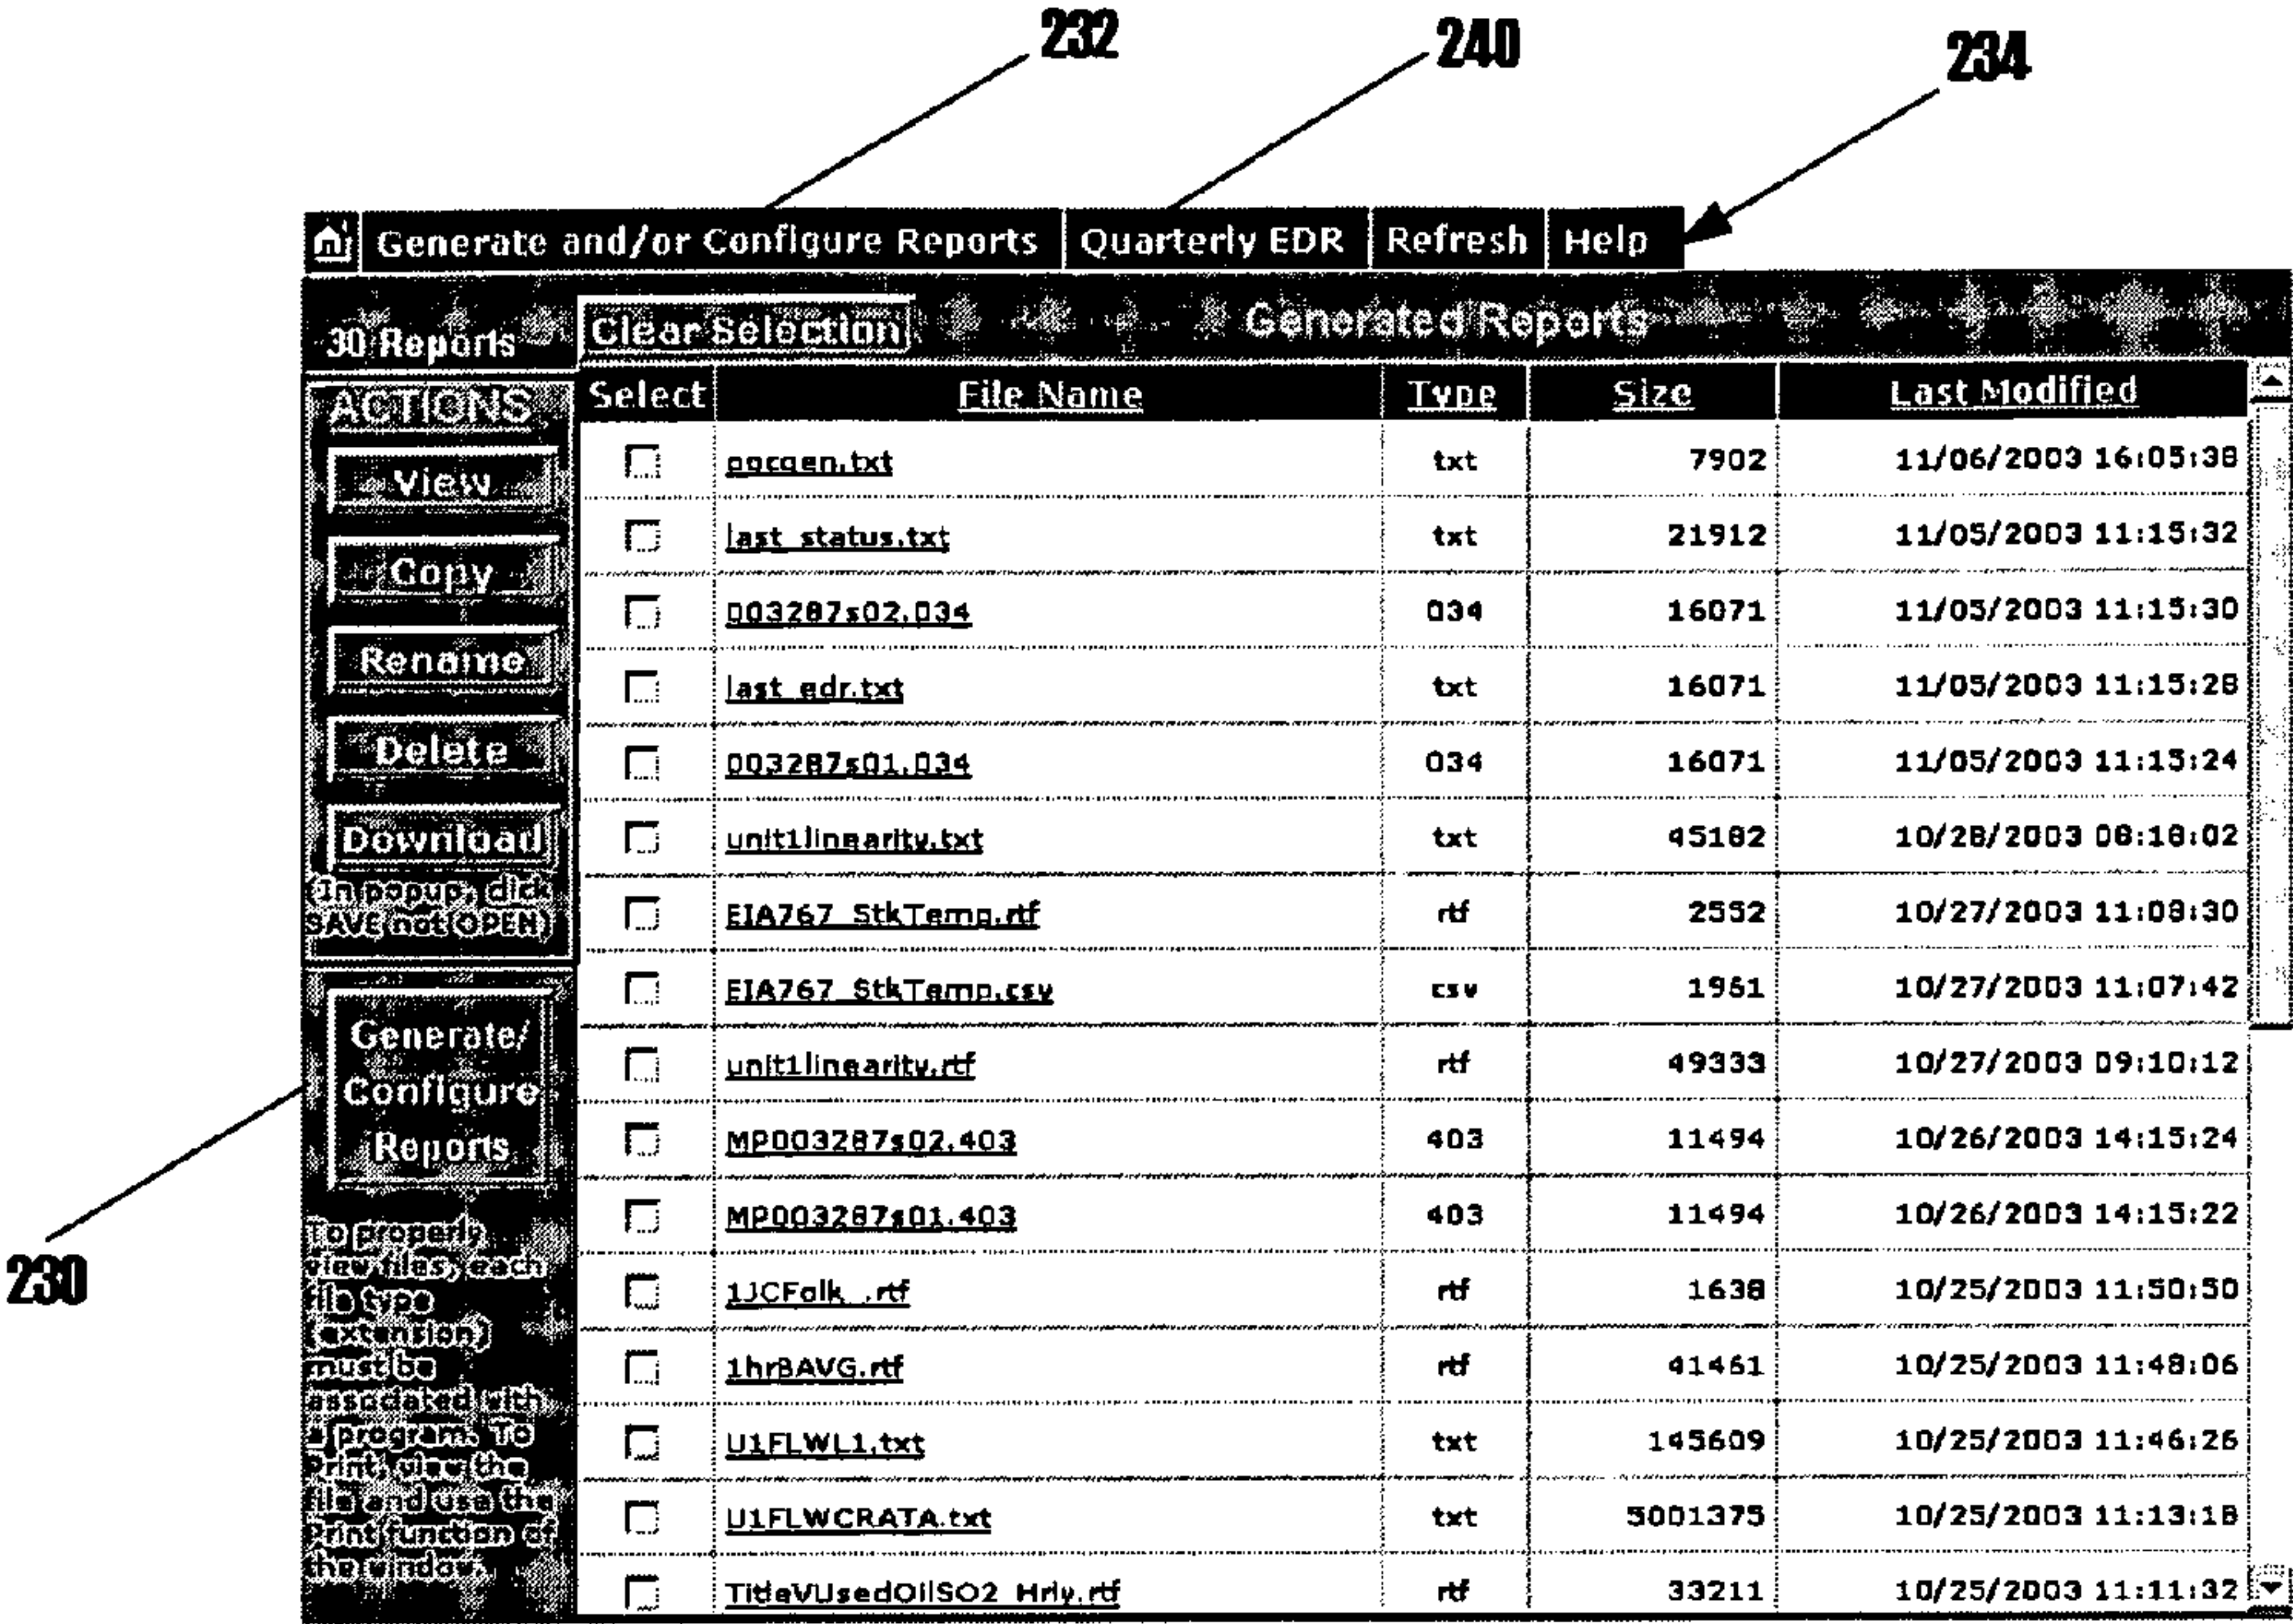 232 240 234
Generate and/or Configure Reports Quarterly EDR Refresh Help
30 Reports Clear Selection Generated Reports
ACTIONS Select File Name Type Size Last Modified
View txt 7902 11/06/2003 16:05:38
last_status.txt txt 21912 11/05/2003 11:15:32
Copy
003287s02.034 034 16071 11/05/2003 11:15:30
Rename last_edr.txt txt 16071 11/05/2003 11:15:28
Delete 003287s01.034 034 16071 11/05/2003 11:15:24
Download unit1linearity.txt txt 45182 10/28/2003 08:18:02
(In popup, click
SAVE not OPEN) EIA767_StkTemp.rtf rtf 2552 10/27/2003 11:08:30
EIA767_StkTemp.csv csv 1961 10/27/2003 11:07:42
Generate/
Configure
Reports
unit1linearity.rtf rtf 49333 10/27/2003 09:10:12
MP003287s02.403 403 11494 10/26/2003 14:15:24
MP003287s01.403 403 11494 10/26/2003 14:15:22
230
To properly
view files, each
file type
(extension)
must be
associated with
a program. To
Print, view the
file and use the
Print function of
the window.
1JCFalk_.rtf rtf 1638 10/25/2003 11:50:50
1hrBAVG.rtf rtf 41461 10/25/2003 11:48:06
U1FLWL1.txt txt 145609 10/25/2003 11:46:26
U1FLWCRATA.txt txt 5001375 10/25/2003 11:13:18
TitleVUsedOilSO2_Hrly.rtf rtf 33211 10/25/2003 11:11:32